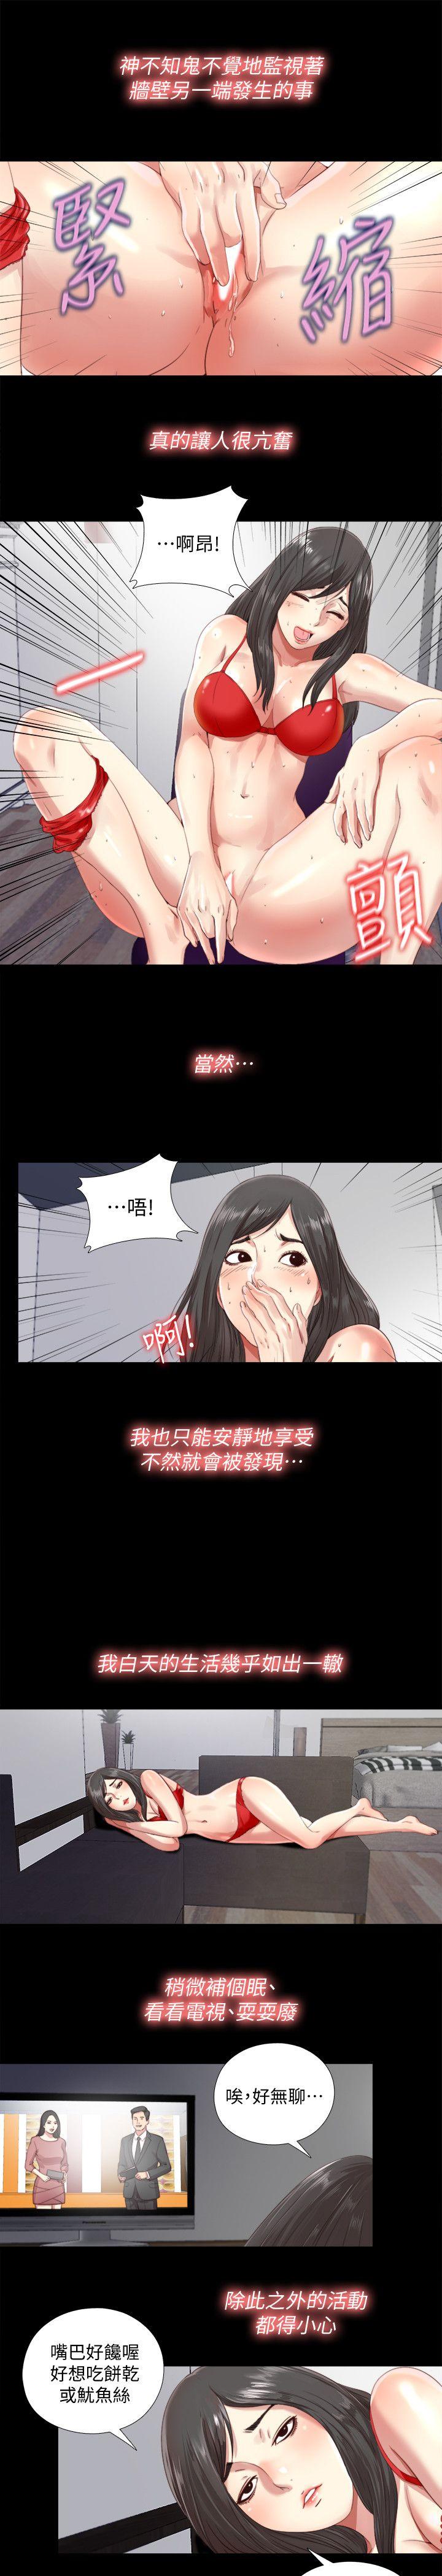 神不知鬼不覺地監視著
牆壁另一端發生的事
緊
縮
真的讓人很亢奮
…啊昂!
顫
當然…
…唔!
啊!
我也只能安靜地享受
不然就會被發現…
我白天的生活幾乎如出一轍
稍微補個眠、
看看電視、耍耍廢
唉,好無聊…
除此之外的活動
都得小心
嘴巴好饞喔
好想吃餅乾
或魷魚絲